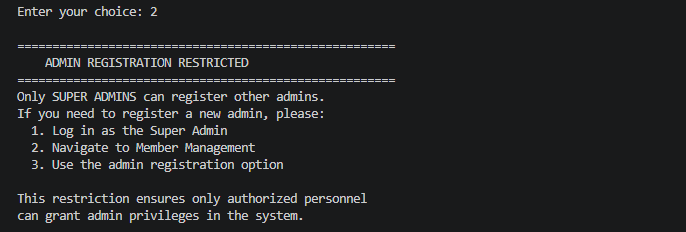 Enter your choice: 2
======================================================
ADMIN REGISTRATION RESTRICTED
======================================================
Only SUPER ADMINS can register other admins.
If you need to register a new admin, please:
1. Log in as the Super Admin
2. Navigate to Member Management
3. Use the admin registration option
This restriction ensures only authorized personnel
can grant admin privileges in the system.